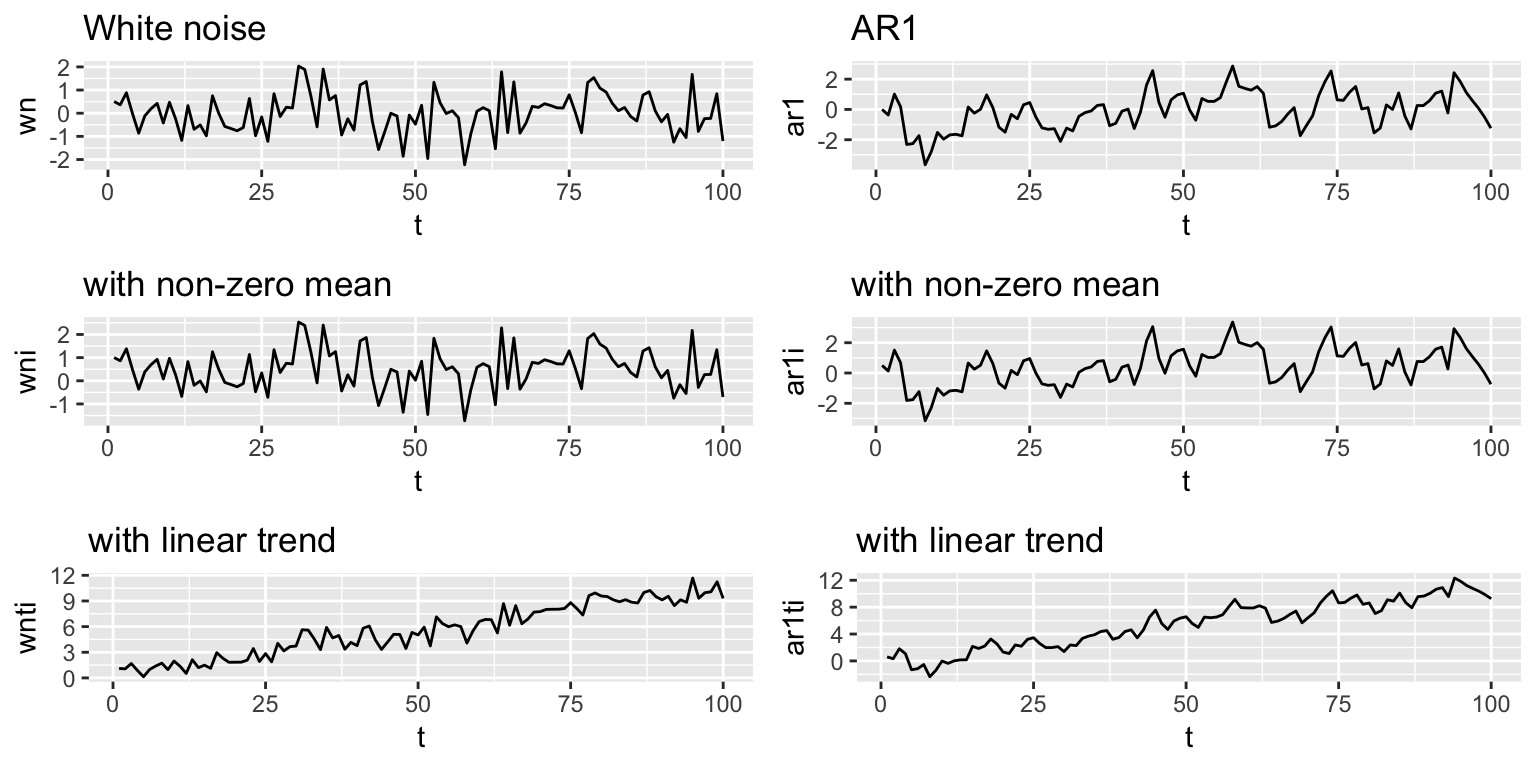 White noise
wn
2
1
0
-1
-2
0 25 50 75 100
t
AR1
ar1
2
0
-2
0 25 50 75 100
t
with non-zero mean
wni
2
1
0
-1
0 25 50 75 100
t
with non-zero mean
ar1i
2
0
-2
0 25 50 75 100
t
with linear trend
wnti
12
9
6
3
0
0 25 50 75 100
t
with linear trend
ar1ti
12
8
4
0
0 25 50 75 100
t